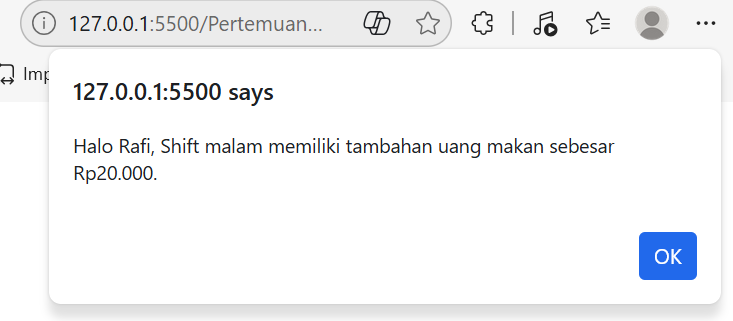 127.0.0.1:5500/Pertemuan...
Imp
127.0.0.1:5500 says
Halo Rafi, Shift malam memiliki tambahan uang makan sebesar
Rp20.000.
OK